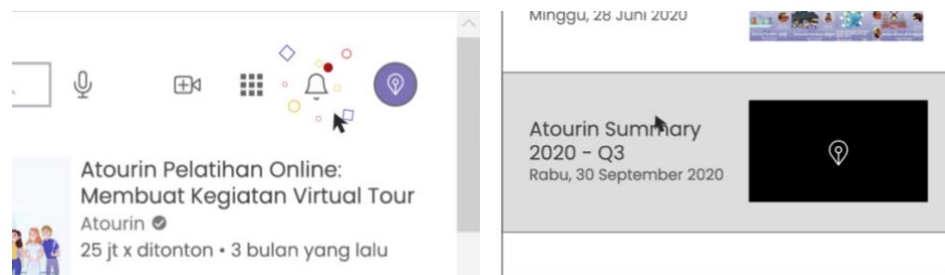 Atourin Pelatihan Online:
Membuat Kegiatan Virtual Tour
Atourin
25 jt x ditonton • 3 bulan yang lalu
Minggu, 28 Juni 2020
Atourin Summary
2020 - Q3
Rabu, 30 September 2020